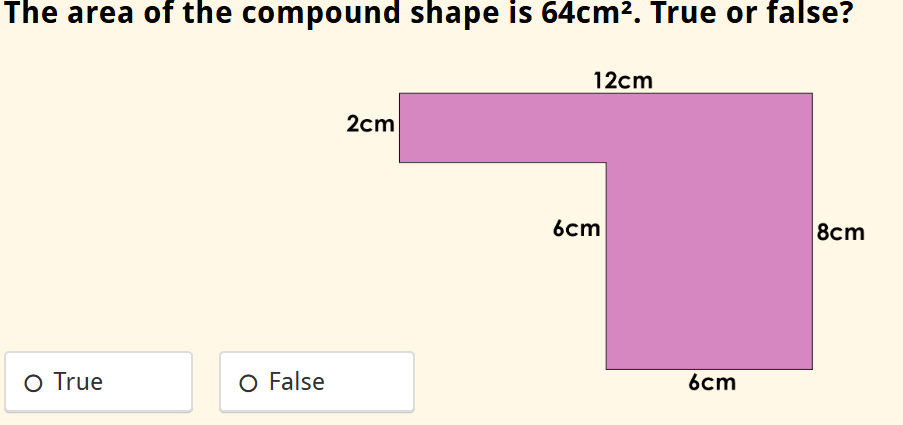 The area of the compound shape is 64cm². True or false?
12cm
2cm
6cm
8cm
6cm
True
False